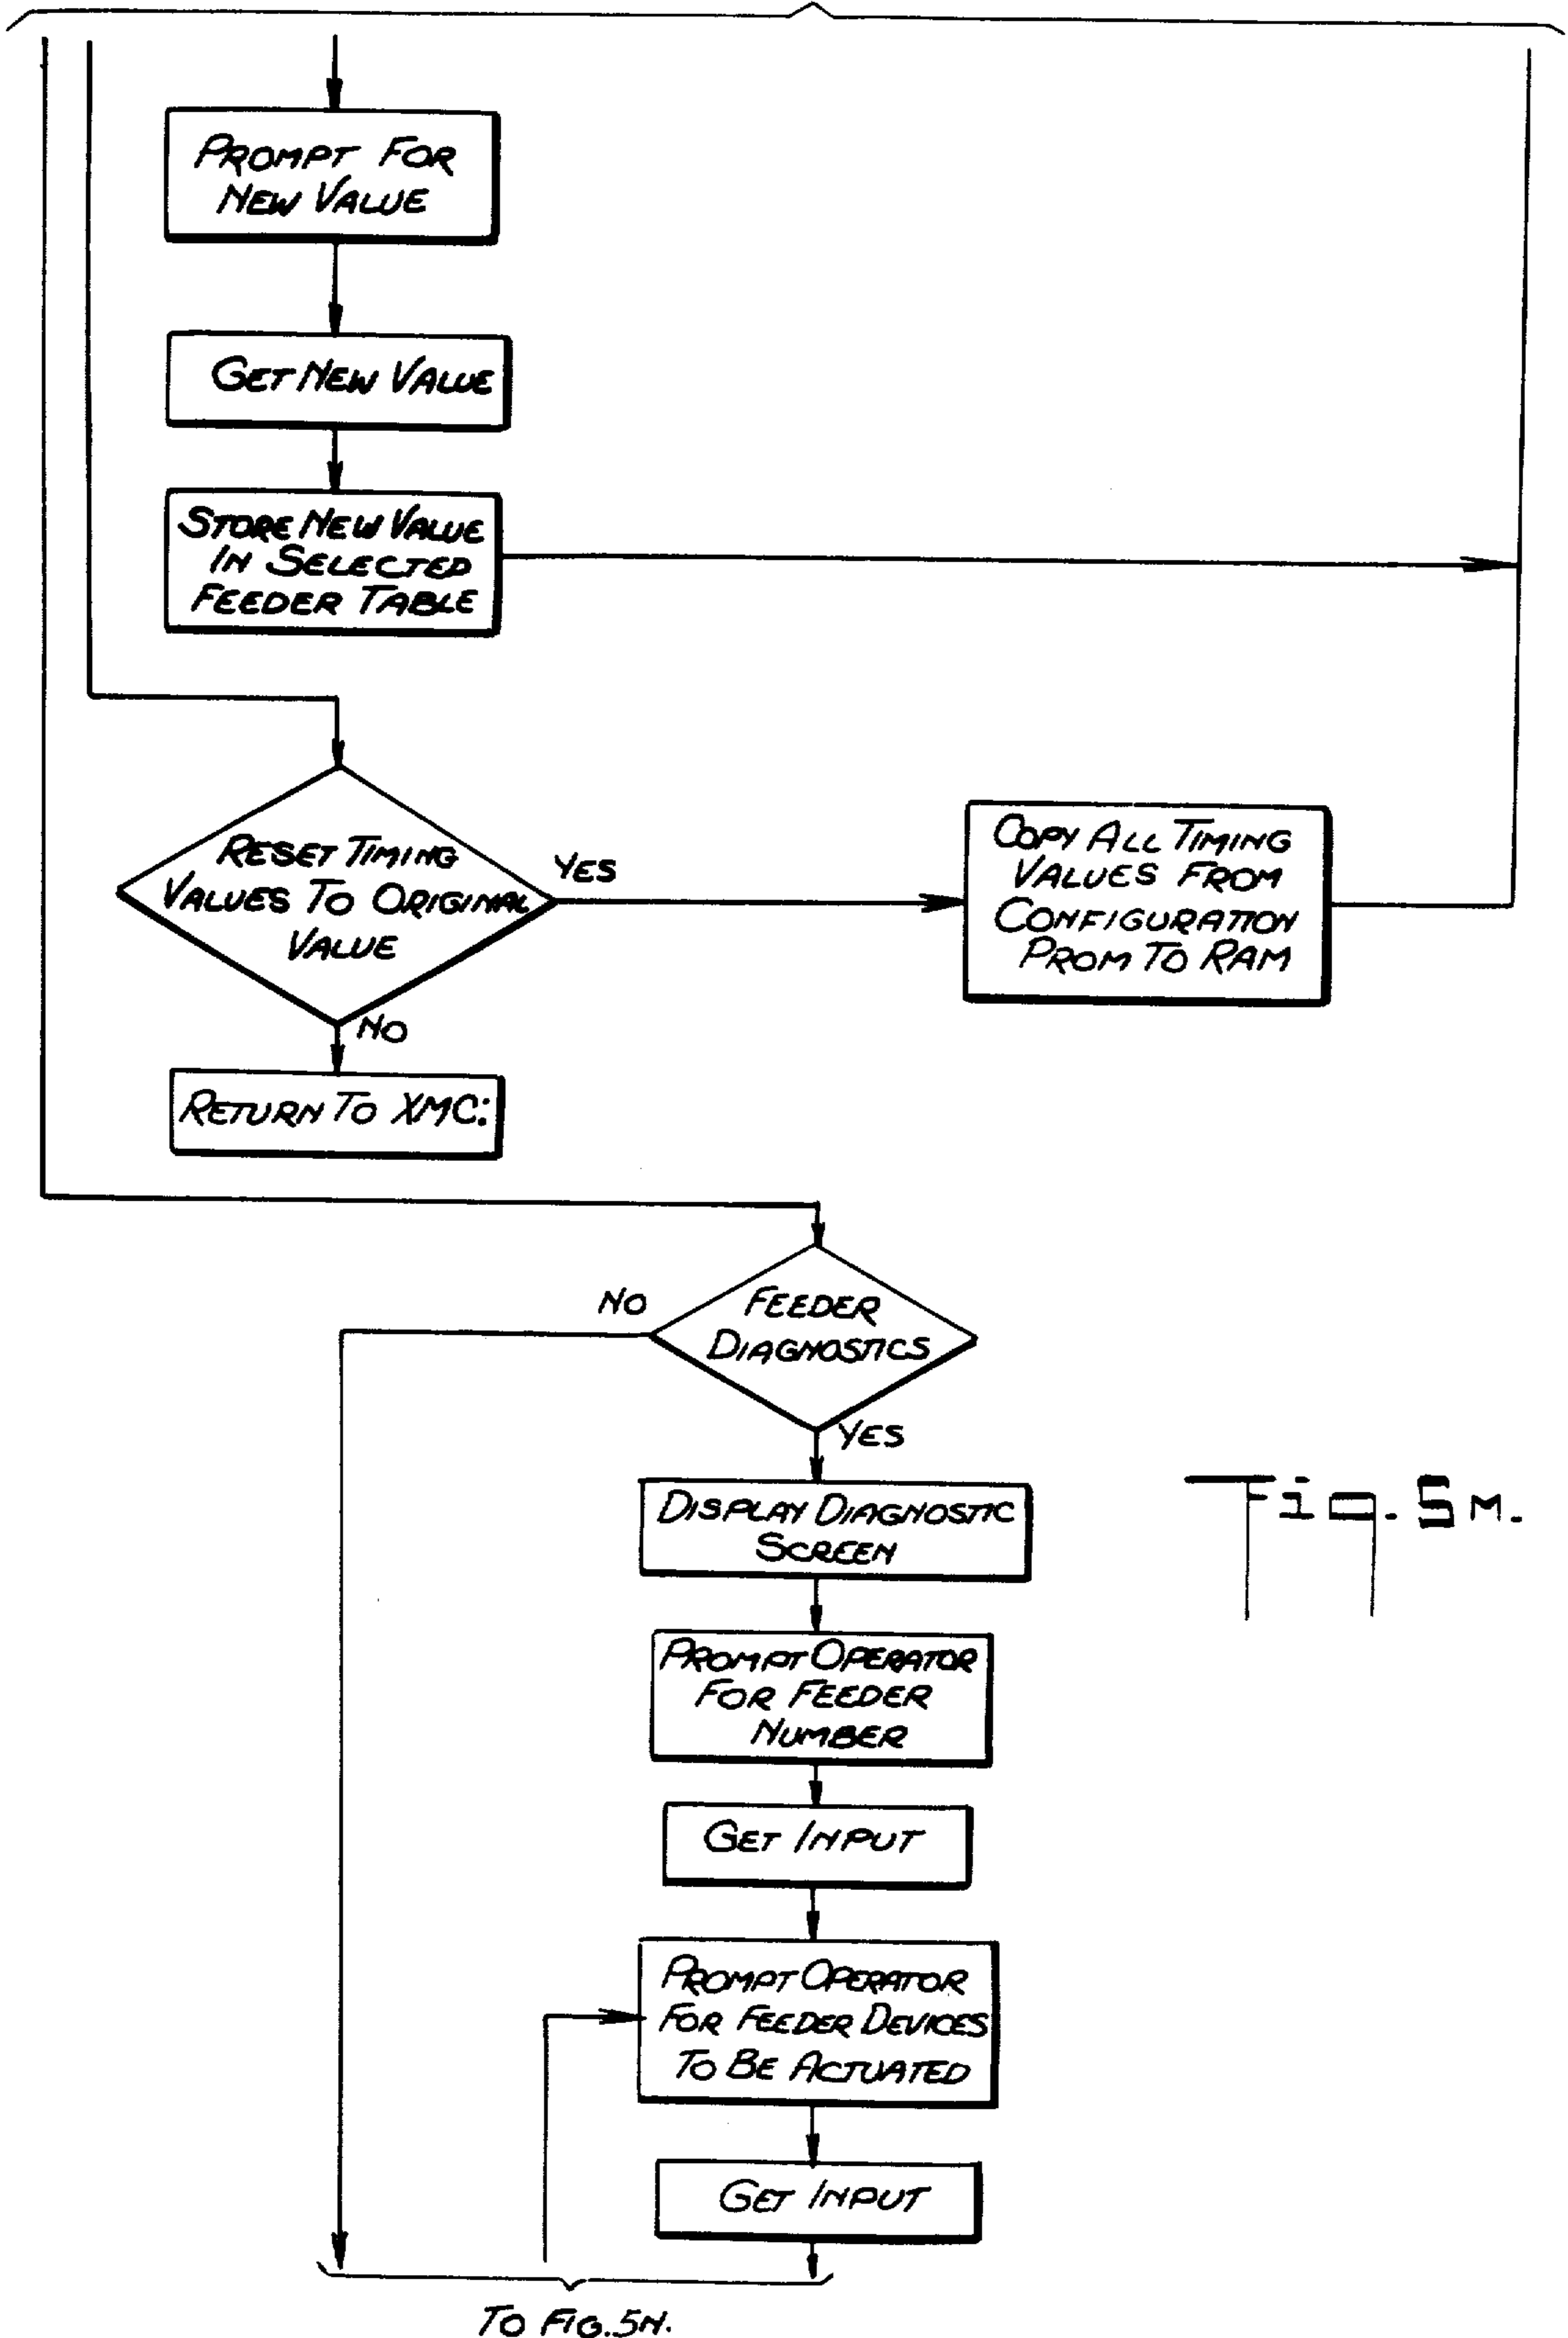 PROMPT FOR
NEW VALUE
GET NEW VALUE
STORE NEW VALUE
IN SELECTED
FEEDER TABLE
RESET TIMING
VALUES TO ORIGINAL
VALUE
YES
COPY ALL TIMING
VALUES FROM
CONFIGURATION
PROM TO RAM
NO
RETURN TO XMC:
FEEDER
DIAGNOSTICS
NO
YES
DISPLAY DIAGNOSTIC
SCREEN
Fig. 5M.
PROMPT OPERATOR
FOR FEEDER
NUMBER
GET INPUT
PROMPT OPERATOR
FOR FEEDER DEVICES
TO BE ACTUATED
GET INPUT
TO FIG. 5N.